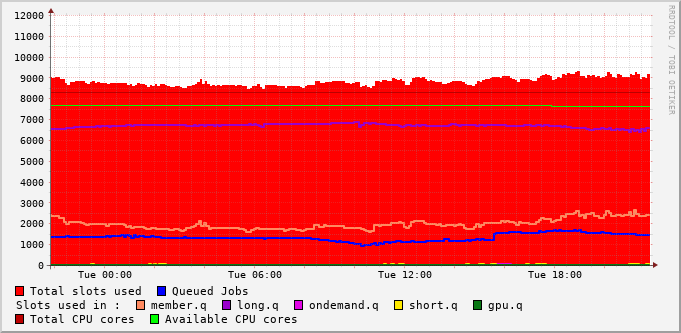 12000
11000
10000
9000
8000
7000
6000
5000
4000
3000
2000
1000
0
Tue 00:00 Tue 06:00 Tue 12:00 Tue 18:00
Total slots used Queued Jobs
Slots used in : member.q long.q ondemand.q short.q gpu.q
Total CPU cores Available CPU cores
RRDTOOL / TOBI OETIKER